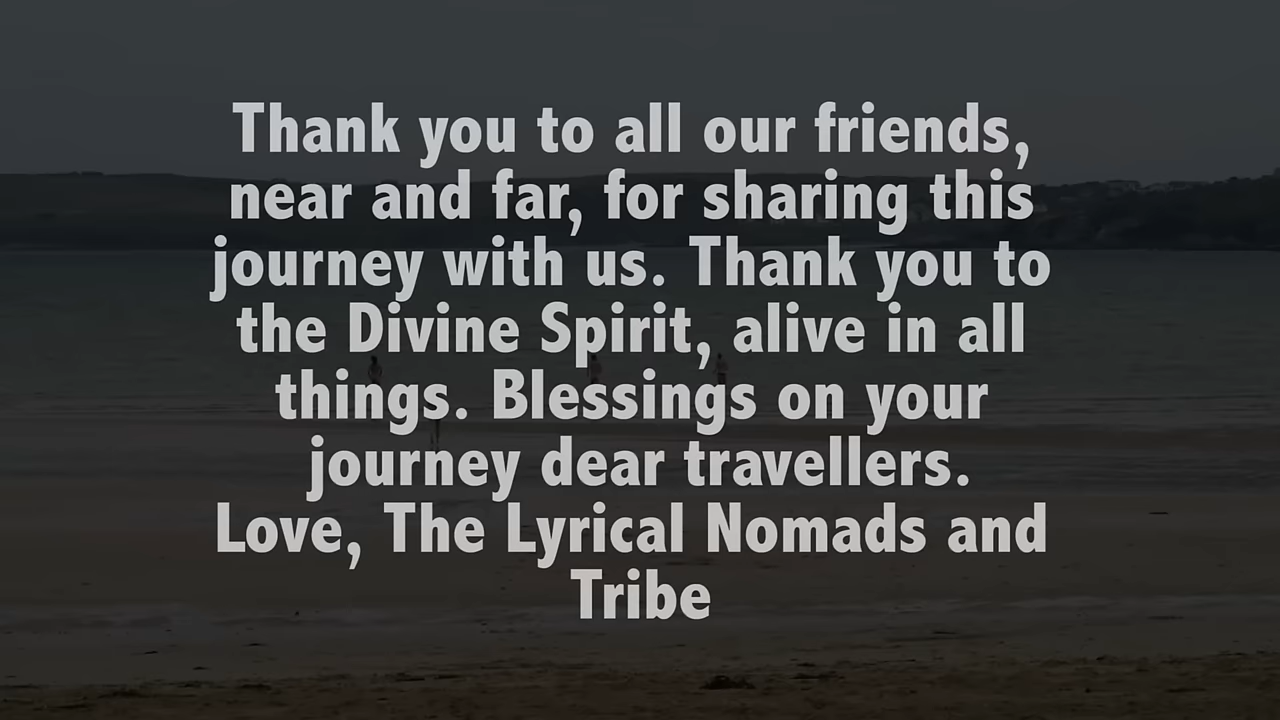 Thank you to all our friends,
near and far, for sharing this
journey with us. Thank you to
the Divine Spirit, alive in all
things. Blessings on your
journey dear travellers.
Love, The Lyrical Nomads and
Tribe